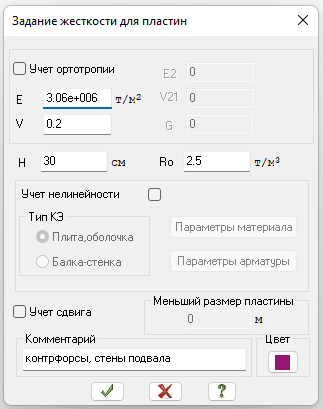 Задание жесткости для пластин
Учет ортотропии
E 3.06e+006 т/м²
V 0.2
E2 0
V21 0
G 0
H 30 см Ro 2.5 т/м³
Учет нелинейности
Тип КЭ
Плита,оболочка
Балка-стенка
Параметры материала
Параметры арматуры
Учет сдвига
Меньший размер пластины
0 м
Комментарий
контрфорсы, стены подвала
Цвет
?